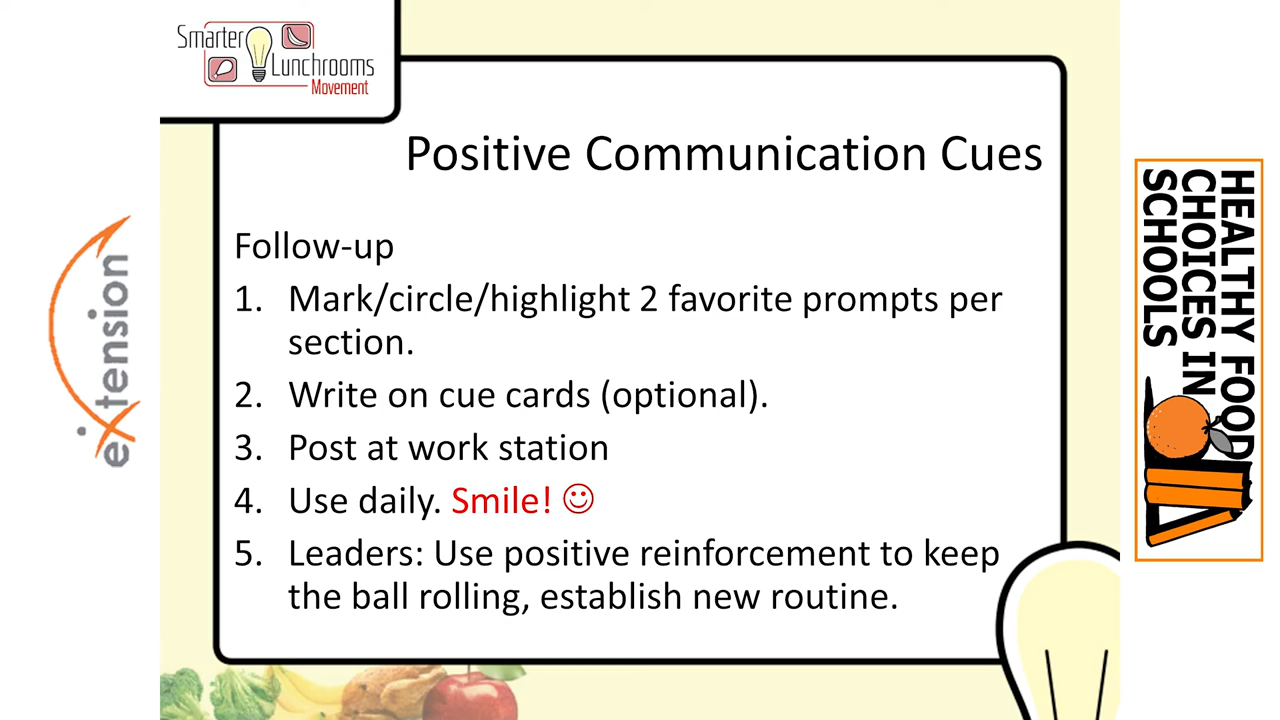 Smarter
Lunchrooms
Movement
Positive Communication Cues
Follow-up
1. Mark/circle/highlight 2 favorite prompts per
section.
2. Write on cue cards (optional).
3. Post at work station
4. Use daily. Smile! ☺
5. Leaders: Use positive reinforcement to keep
the ball rolling, establish new routine.
eXtension
HEALTHY FOOD
CHOICES IN
SCHOOLS